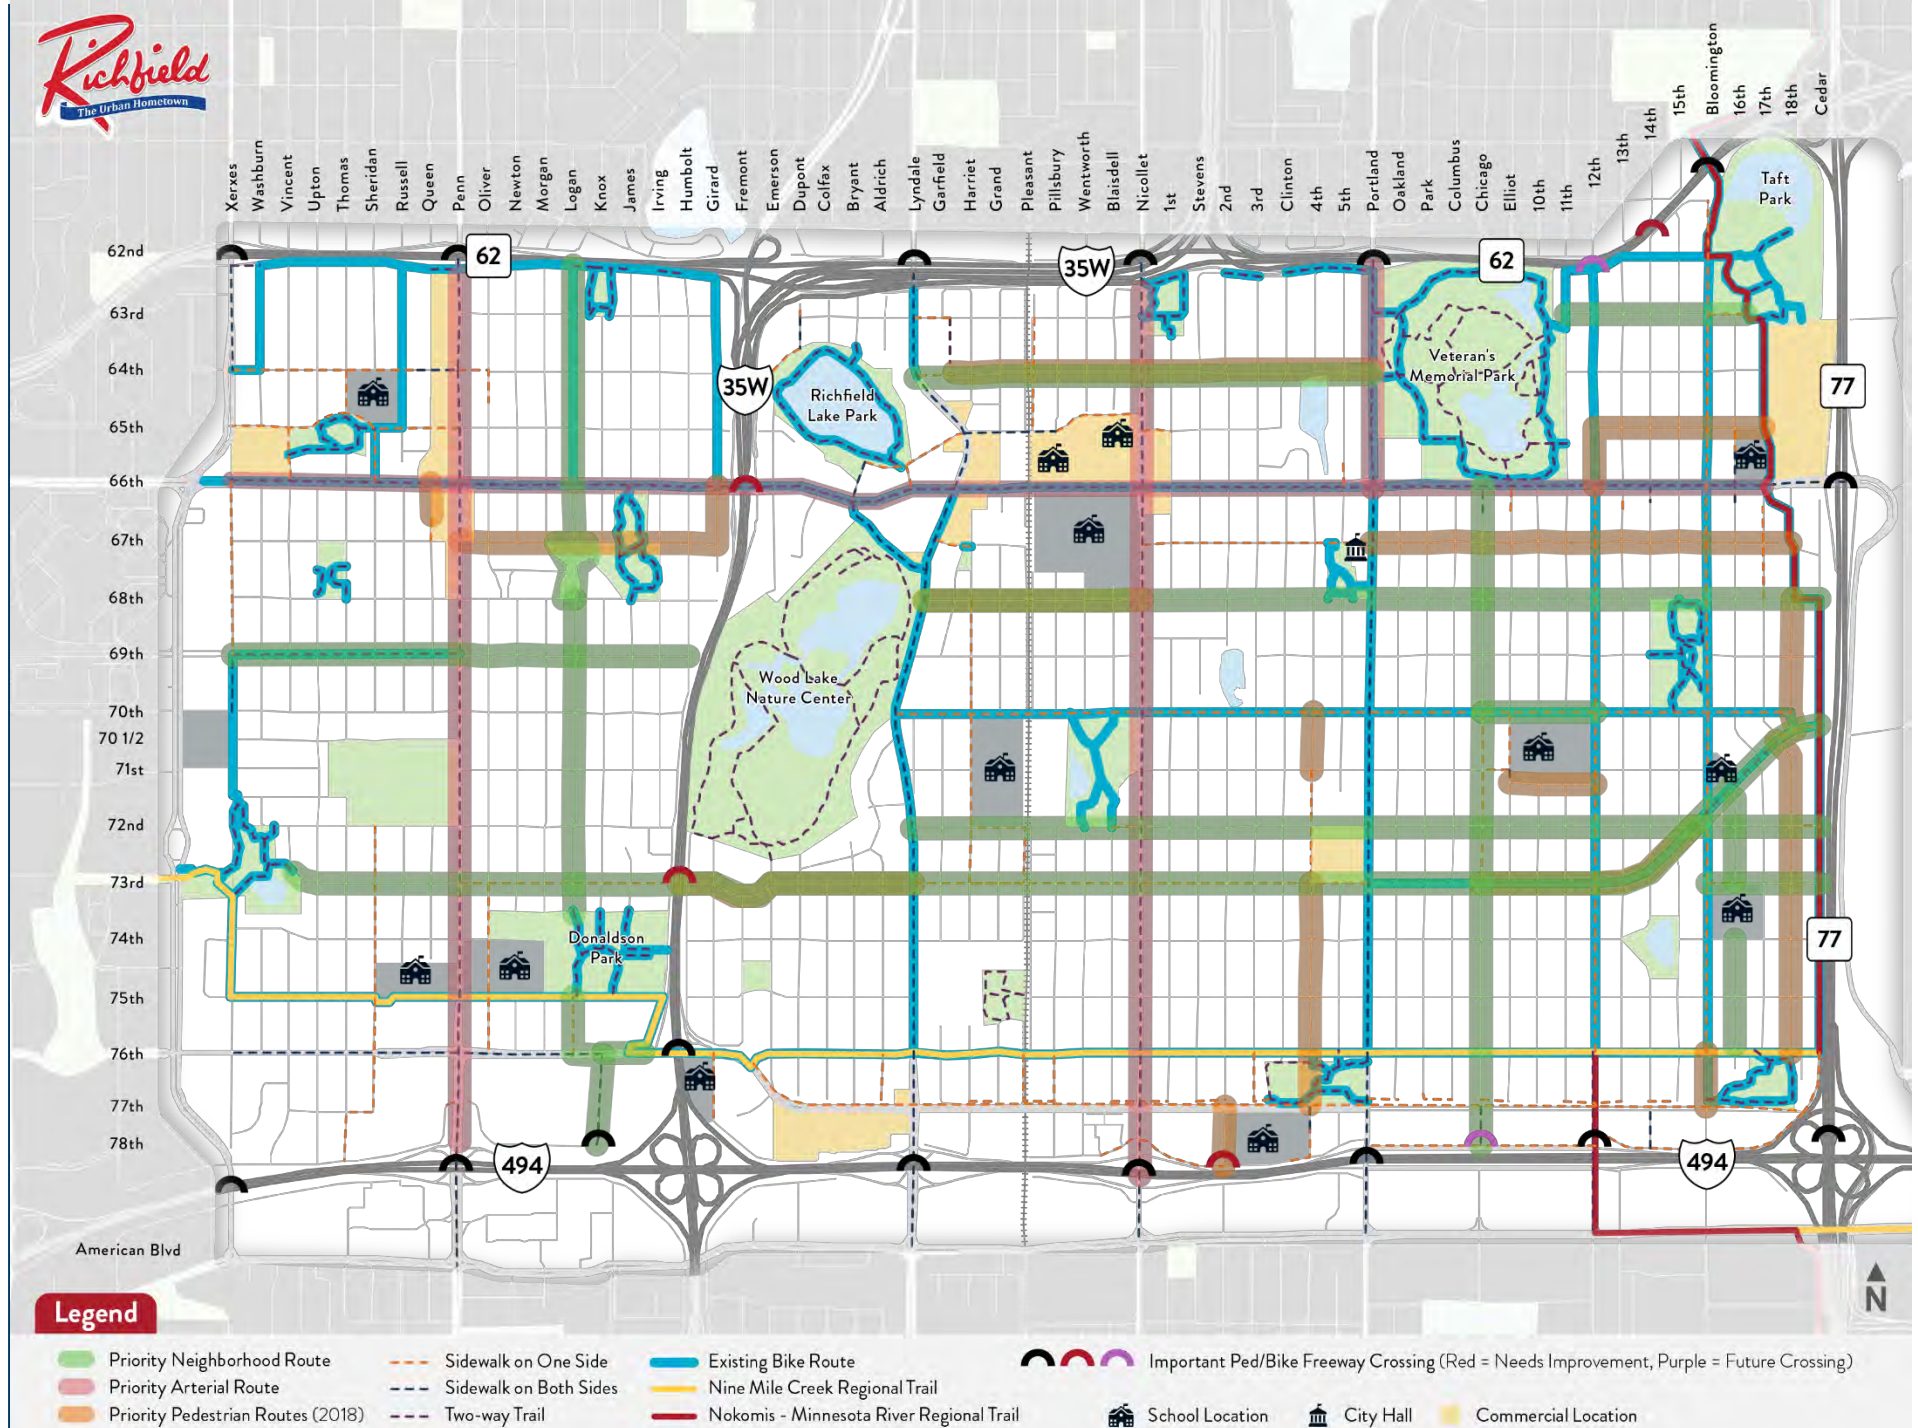 Richfield
The Urban Hometown
Xerxes
Washburn
Vincent
Upton
Thomas
Sheridan
Russell
Queen
Penn
Oliver
Newton
Morgan
Logan
Knox
James
Irving
Humbolt
Girard
Fremont
Emerson
Dupont
Colfax
Bryant
Aldrich
Lyndale
Garfield
Harriet
Grand
Pleasant
Pillsbury
Wentworth
Blaisdell
Nicollet
1st
Stevens
2nd
3rd
Clinton
4th
5th
Portland
Oakland
Park
Columbus
Chicago
Elliot
10th
11th
12th
13th
14th
15th
Bloomington
16th
17th
18th
Cedar
62nd
63rd
64th
65th
66th
67th
68th
69th
70th
70 1/2
71st
72nd
73rd
74th
75th
76th
77th
78th
American Blvd
62
35W
62
35W
77
77
494
494
Taft
Park
Veteran's
Memorial Park
Richfield
Lake Park
Wood Lake
Nature Center
Donaldson
Park
N
Legend
Priority Neighborhood Route
Priority Arterial Route
Priority Pedestrian Routes (2018)
Sidewalk on One Side
Sidewalk on Both Sides
Two-way Trail
Existing Bike Route
Nine Mile Creek Regional Trail
Nokomis - Minnesota River Regional Trail
Important Ped/Bike Freeway Crossing (Red = Needs Improvement, Purple = Future Crossing)
School Location
City Hall
Commercial Location